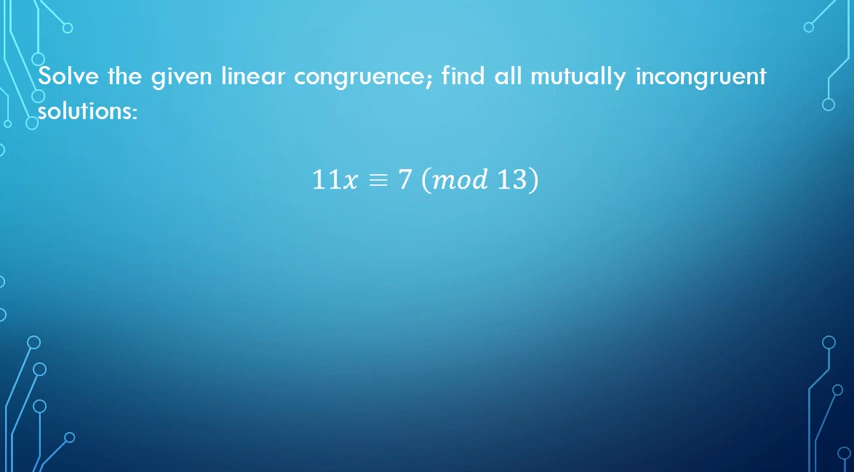 Solve the given linear congruence; find all mutually incongruent
solutions:
11x ≡ 7 (mod 13)